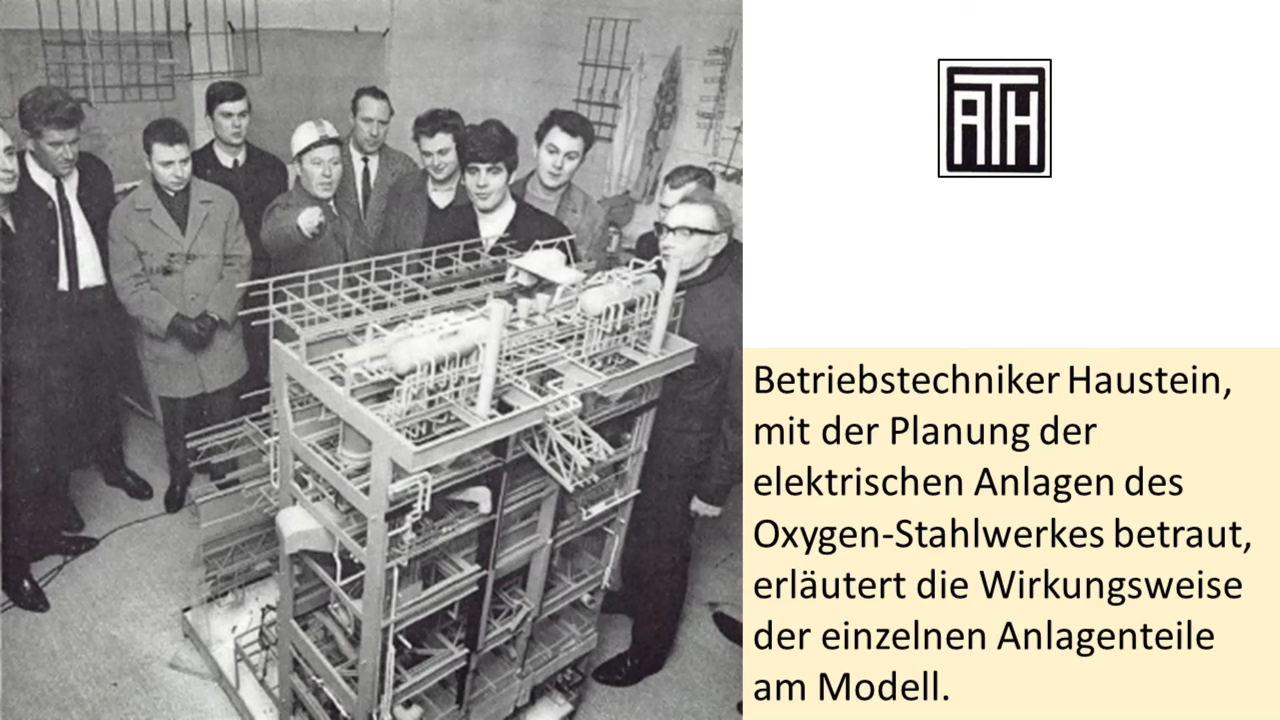 ATH
Betriebstechniker Haustein,
mit der Planung der
elektrischen Anlagen des
Oxygen-Stahlwerkes betraut,
erläutert die Wirkungsweise
der einzelnen Anlagenteile
am Modell.